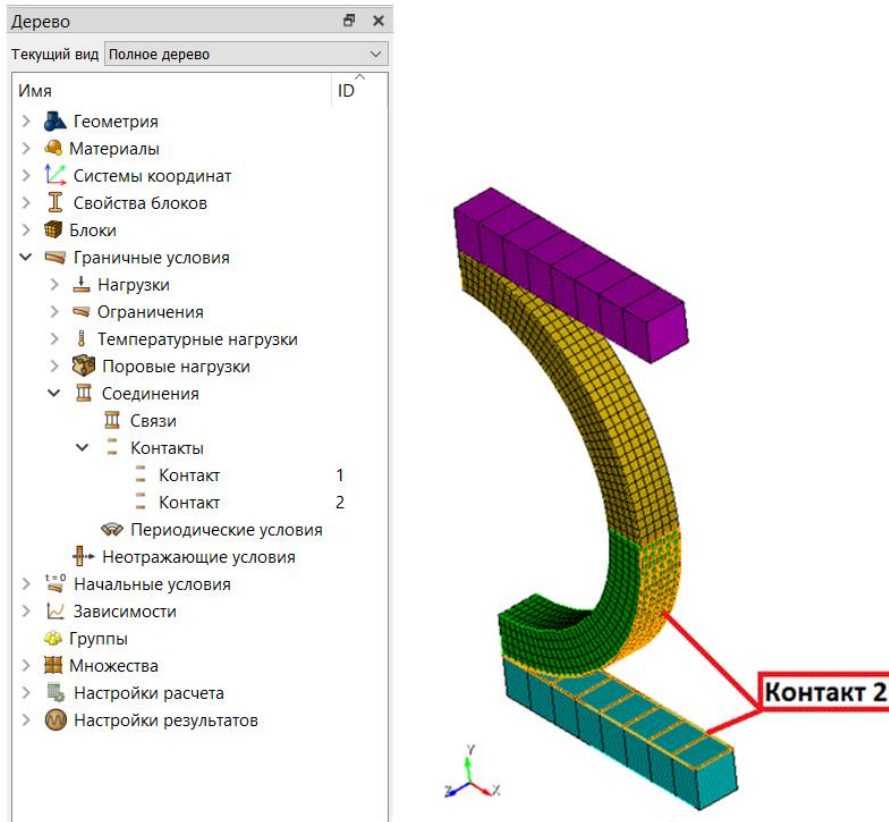 Дерево
Текущий вид Полное дерево
Имя ID
Геометрия
Материалы
Системы координат
Свойства блоков
Блоки
Граничные условия
Нагрузки
Ограничения
Температурные нагрузки
Поровые нагрузки
Соединения
Связи
Контакты
Контакт 1
Контакт 2
Периодические условия
Неотражающие условия
t=0 Начальные условия
Зависимости
Группы
Множества
Настройки расчета
Настройки результатов
Контакт 2
Y
Z X